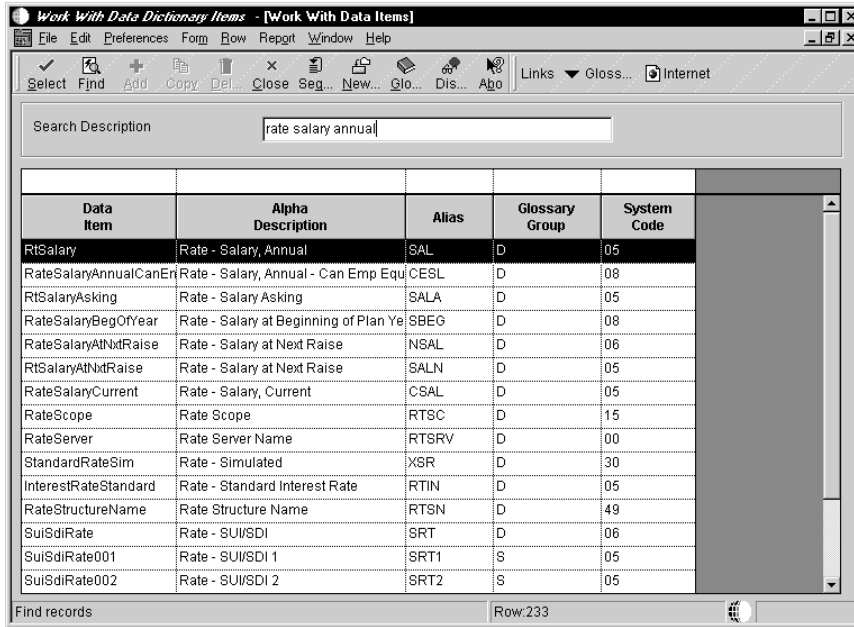 Work With Data Dictionary Items - [Work With Data Items]
File Edit Preferences Form Row Report Window Help
Select Find Add Copy Del... Close Seq... New... Glo... Dis... Abo Links Gloss... Internet
Search Description rate salary annual
Data Item Alpha Description Alias Glossary Group System Code
RtSalary Rate - Salary, Annual SAL D 05
RateSalaryAnnualCanEn Rate - Salary, Annual - Can Emp Equ CESL D 08
RtSalaryAsking Rate - Salary Asking SALA D 05
RateSalaryBegOfYear Rate - Salary at Beginning of Plan Ye SBEG D 08
RateSalaryAtNxtRaise Rate - Salary at Next Raise NSAL D 06
RtSalaryAtNxtRaise Rate - Salary at Next Raise SALN D 05
RateSalaryCurrent Rate - Salary, Current CSAL D 05
RateScope Rate Scope RTSC D 15
RateServer Rate Server Name RTSRV D 00
StandardRateSim Rate - Simulated XSR D 30
InterestRateStandard Rate - Standard Interest Rate RTIN D 05
RateStructureName Rate Structure Name RTSN D 49
SuiSdiRate Rate - SUI/SDI SRT D 06
SuiSdiRate001 Rate - SUI/SDI 1 SRT1 S 05
SuiSdiRate002 Rate - SUI/SDI 2 SRT2 S 05
Find records Row:233